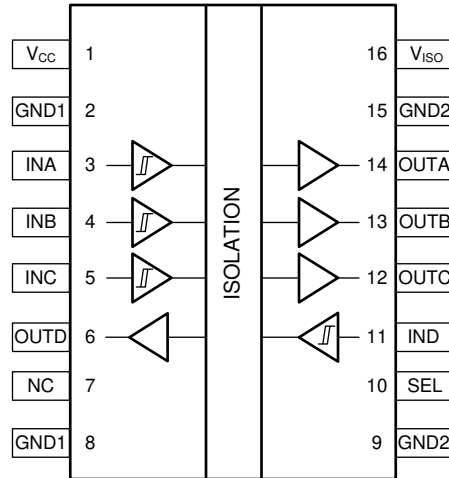 VCC 1 16 VISO
GND1 2 15 GND2
INA 3 14 OUTA
INB 4 13 OUTB
INC 5 12 OUTC
OUTD 6 11 IND
NC 7 10 SEL
GND1 8 9 GND2
ISOLATION